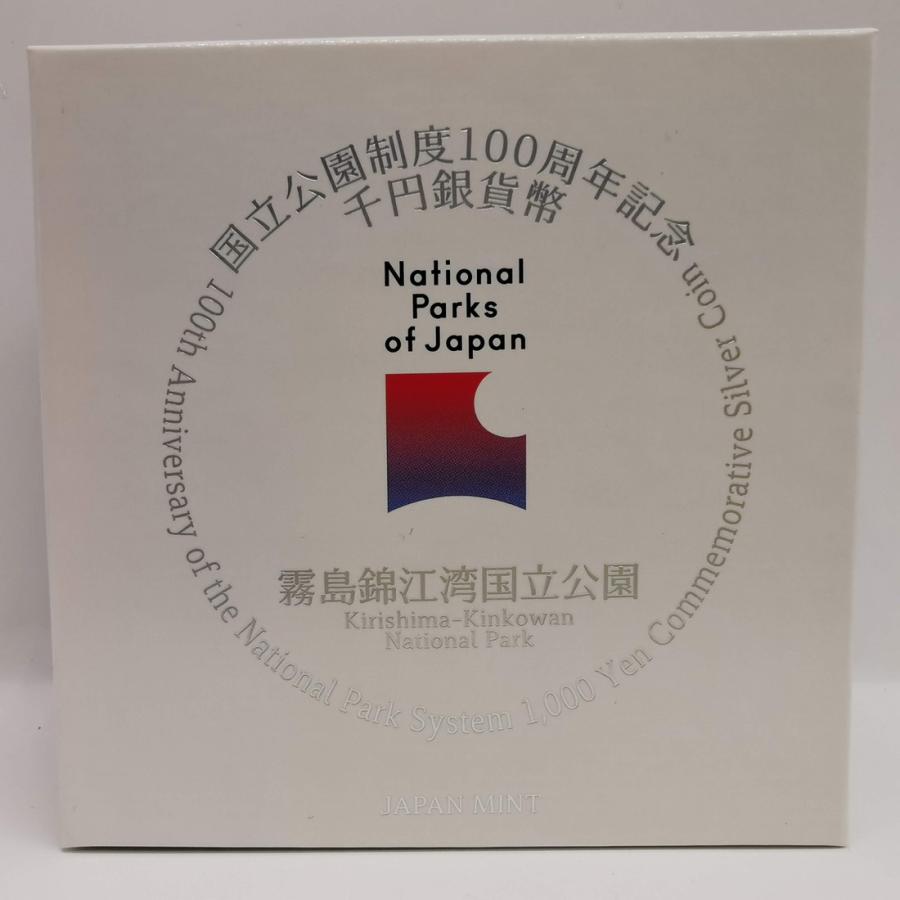 国立公園制度100周年記念
千円銀貨幣
National
Parks
of Japan
霧島錦江湾国立公園
Kirishima-Kinkowan
National Park
100th Anniversary of the National Park System 1,000 Yen Commemorative Silver Coin
JAPAN MINT